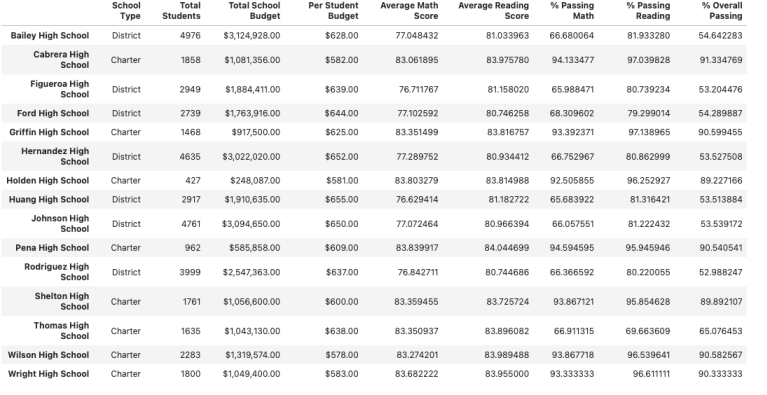 School Type Total Students Total School Budget Per Student Budget Average Math Score Average Reading Score % Passing Math % Passing Reading % Overall Passing
Bailey High School District 4976 $3,124,928.00 $628.00 77.048432 81.033963 66.680064 81.933280 54.642283
Cabrera High School Charter 1858 $1,081,356.00 $582.00 83.061895 83.975780 94.133477 97.039828 91.334769
Figueroa High School District 2949 $1,884,411.00 $639.00 76.711767 81.158020 65.988471 80.739234 53.204476
Ford High School District 2739 $1,763,916.00 $644.00 77.102592 80.746258 68.309602 79.299014 54.289887
Griffin High School Charter 1468 $917,500.00 $625.00 83.351499 83.816757 93.392371 97.138965 90.599455
Hernandez High School District 4635 $3,022,020.00 $652.00 77.289752 80.934412 66.752967 80.862999 53.527508
Holden High School Charter 427 $248,087.00 $581.00 83.803279 83.814988 92.505855 96.252927 89.227166
Huang High School District 2917 $1,910,635.00 $655.00 76.629414 81.182722 65.683922 81.316421 53.513884
Johnson High School District 4761 $3,094,650.00 $650.00 77.072464 80.966394 66.057551 81.222432 53.539172
Pena High School Charter 962 $585,858.00 $609.00 83.839917 84.044699 94.594595 95.945946 90.540541
Rodriguez High School District 3999 $2,547,363.00 $637.00 76.842711 80.744686 66.366592 80.220055 52.988247
Shelton High School Charter 1761 $1,056,600.00 $600.00 83.359455 83.725724 93.867121 95.854628 89.892107
Thomas High School Charter 1635 $1,043,130.00 $638.00 83.350937 83.896082 66.911315 69.663609 65.076453
Wilson High School Charter 2283 $1,319,574.00 $578.00 83.274201 83.989488 93.867718 96.539641 90.582567
Wright High School Charter 1800 $1,049,400.00 $583.00 83.682222 83.955000 93.333333 96.611111 90.333333